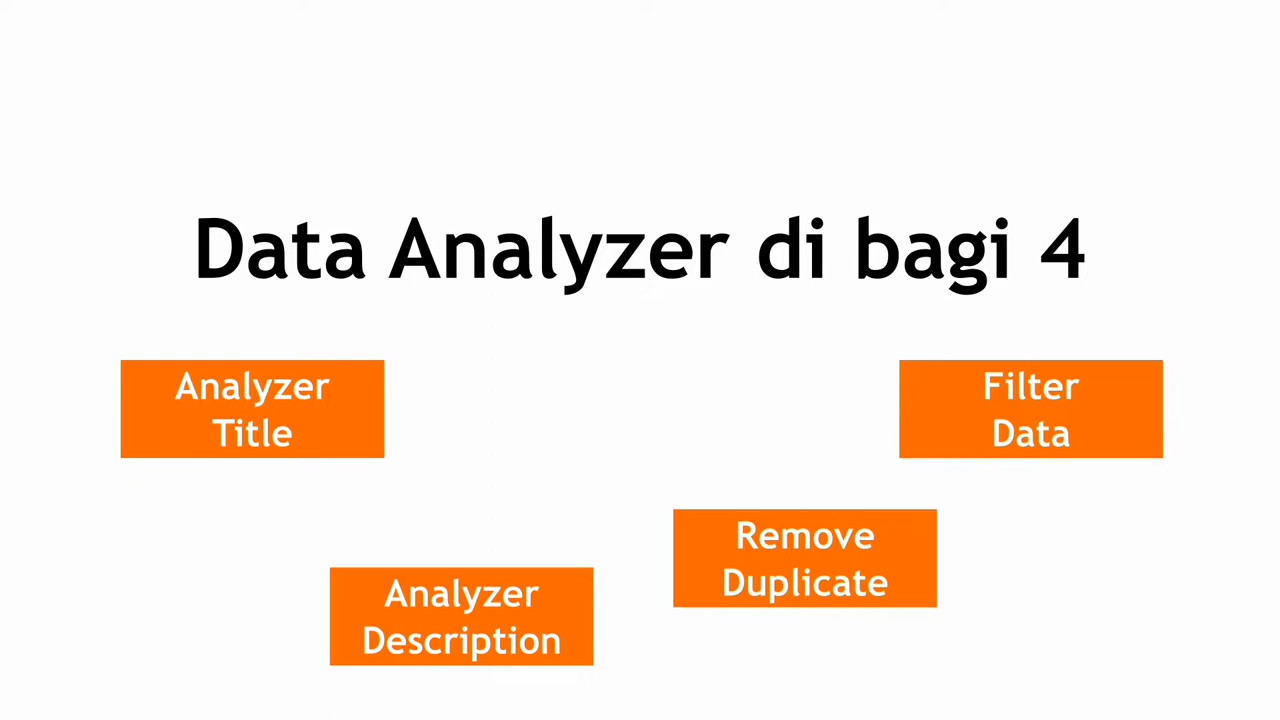 Data Analyzer di bagi 4
Analyzer
Title
Filter
Data
Remove
Duplicate
Analyzer
Description